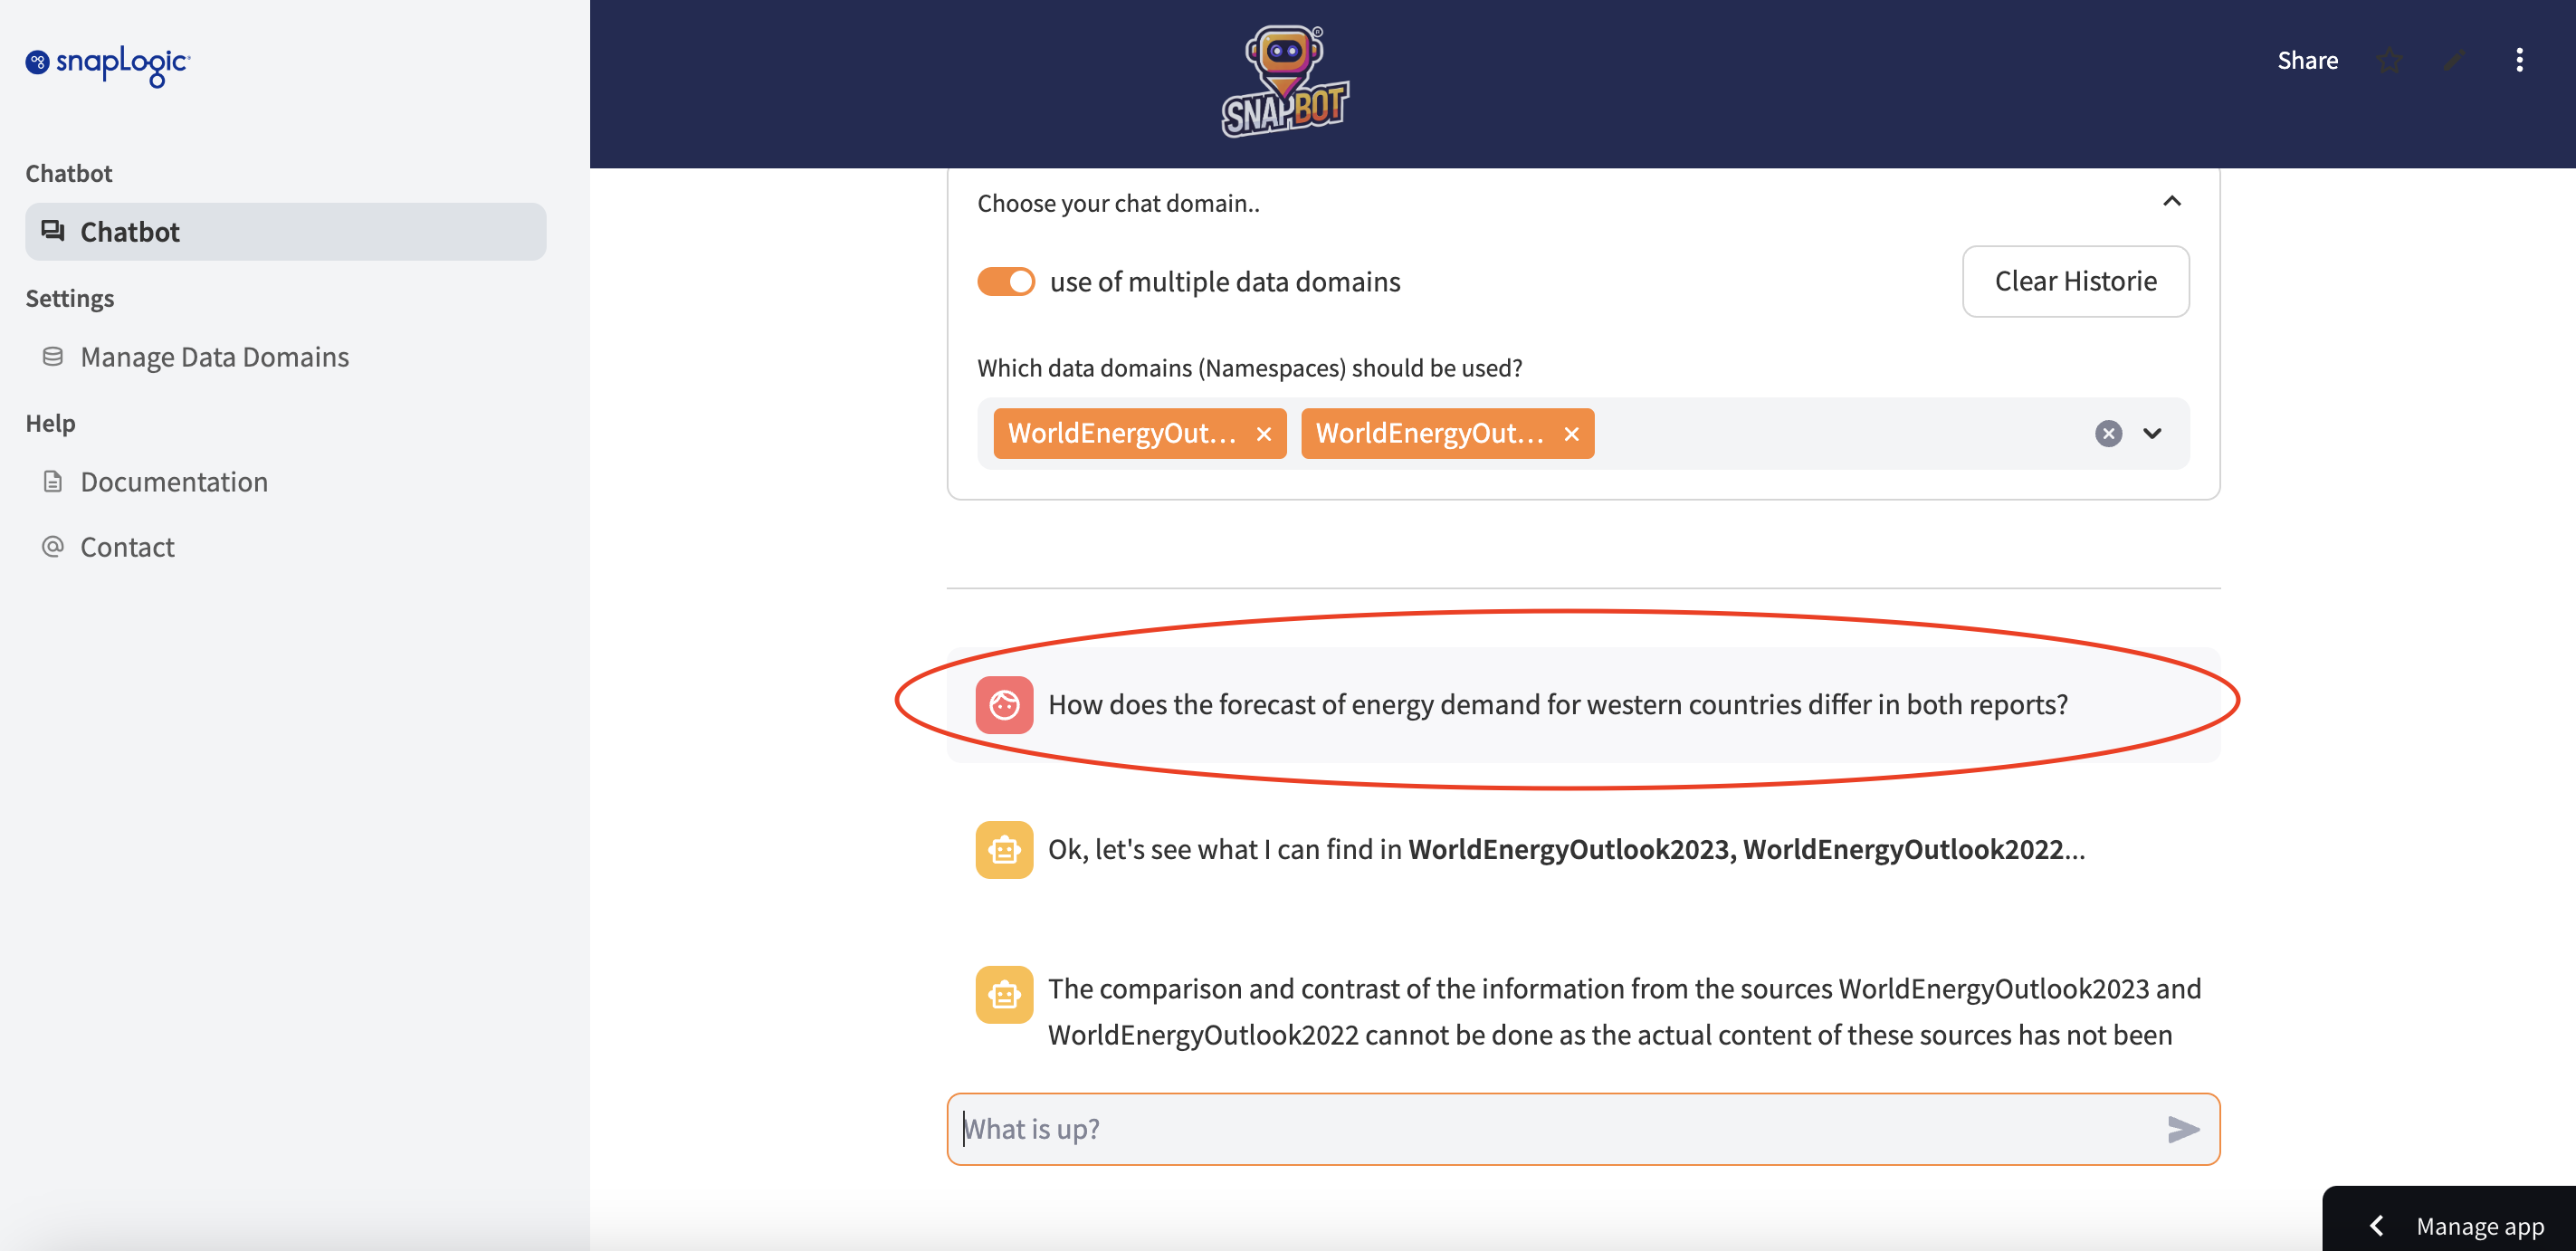 snapLogic
Chatbot
Chatbot
Settings
Manage Data Domains
Help
Documentation
Contact
SNAPBOT
®
Share
Choose your chat domain..
use of multiple data domains
Clear Historie
Which data domains (Namespaces) should be used?
WorldEnergyOut... WorldEnergyOut...
How does the forecast of energy demand for western countries differ in both reports?
Ok, let's see what I can find in WorldEnergyOutlook2023, WorldEnergyOutlook2022...
The comparison and contrast of the information from the sources WorldEnergyOutlook2023 and
WorldEnergyOutlook2022 cannot be done as the actual content of these sources has not been
What is up?
Manage app